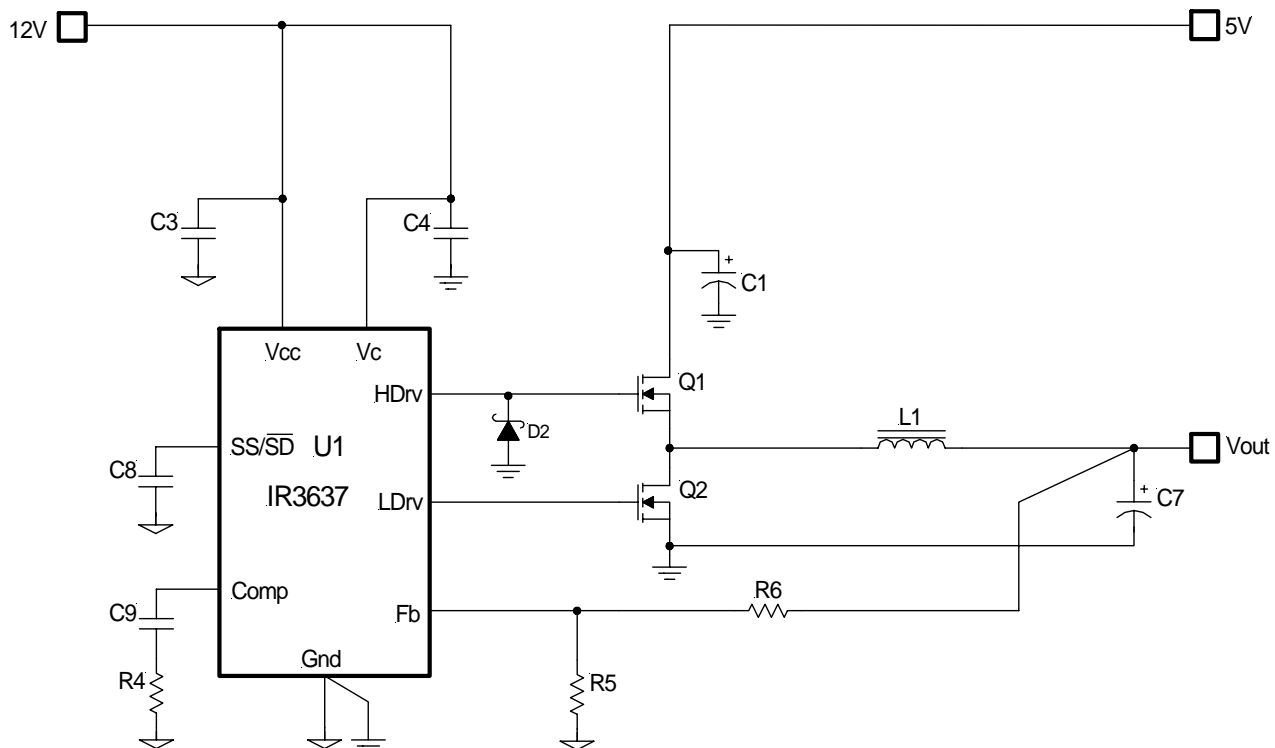 12V
5V
C3
C4
+
C1
Vcc
Vc
HDrv
Q1
D2
L1
SS/SD
U1
Vout
C8
IR3637
LDrv
Q2
+
C7
Comp
C9
R6
Fb
Gnd
R4
R5